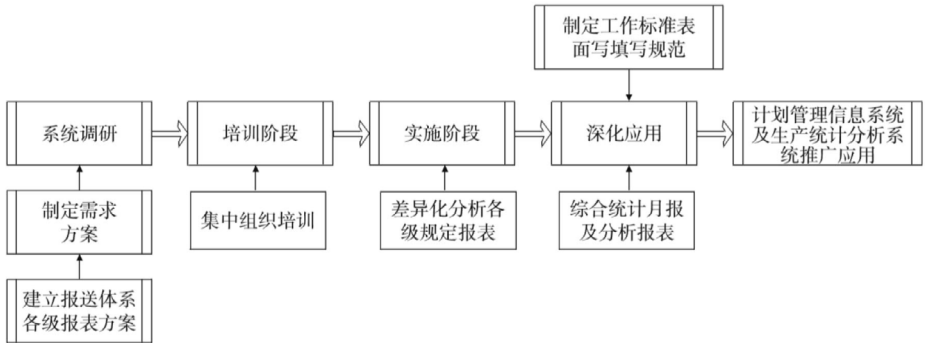 制定工作标准表
面写填写规范
系统调研
培训阶段
实施阶段
深化应用
计划管理信息系统
及生产统计分析系
统推广应用
制定需求
方案
集中组织培训
差异化分析各
级规定报表
综合统计月报
及分析报表
建立报送体系
各级报表方案